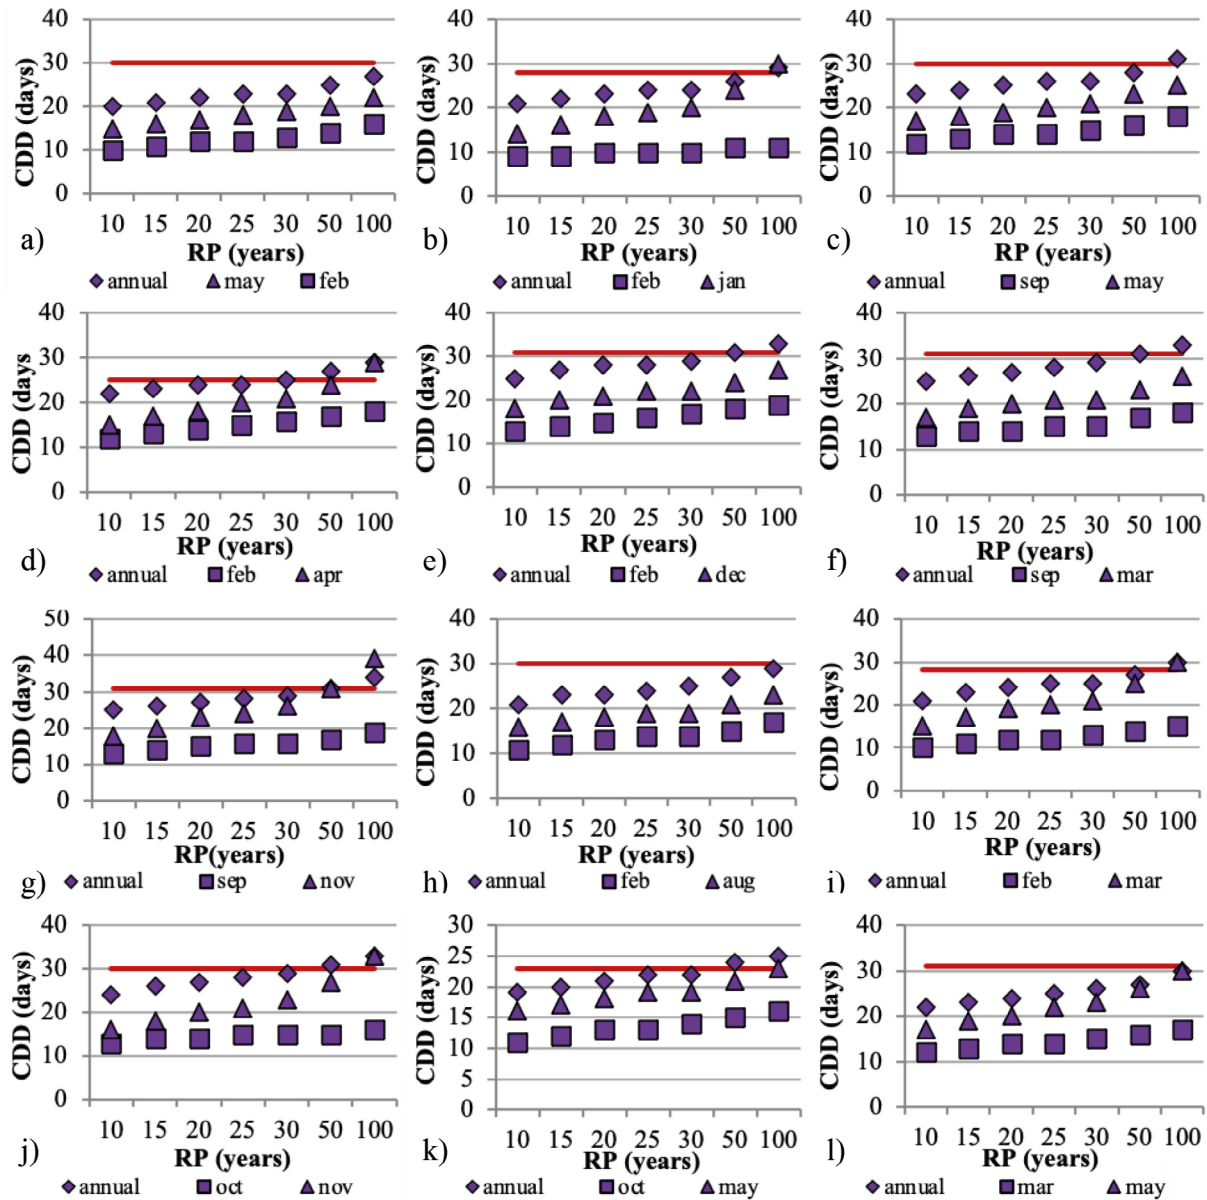 40
30
20
10
0
CDD (days)
10 15 20 25 30 50 100
a)
RP (years)
annual may feb
40
30
20
10
0
CDD (days)
10 15 20 25 30 50 100
b)
RP (years)
annual feb jan
40
30
20
10
0
CDD (days)
10 15 20 25 30 50 100
c)
RP (years)
annual sep may
40
30
20
10
0
CDD (days
10 15 20 25 30 50 100
d)
RP (years)
annual feb apr
40
30
20
10
0
CDD (days)
10 15 20 25 30 50 100
e)
RP (years)
annual feb dec
40
30
20
10
0
CDD (days)
10 15 20 25 30 50 100
f)
RP (years)
annual sep mar
50
40
30
20
10
0
CDD (days)
10 15 20 25 30 50 100
g)
RP(years)
annual sep nov
40
30
20
10
0
CDD (days)
10 15 20 25 30 50 100
h)
RP (years)
annual feb aug
40
30
20
10
0
CDD (days)
10 15 20 25 30 50 100
i)
RP (years)
annual feb mar
40
30
20
10
0
CDD (days)
10 15 20 25 30 50 100
j)
RP (years)
annual oct nov
30
25
20
15
10
5
0
CDD (days)
10 15 20 25 30 50 100
k)
RP (years)
annual oct may
40
30
20
10
0
CDD (days)
10 15 20 25 30 50 100
l)
RP (years)
annual mar may